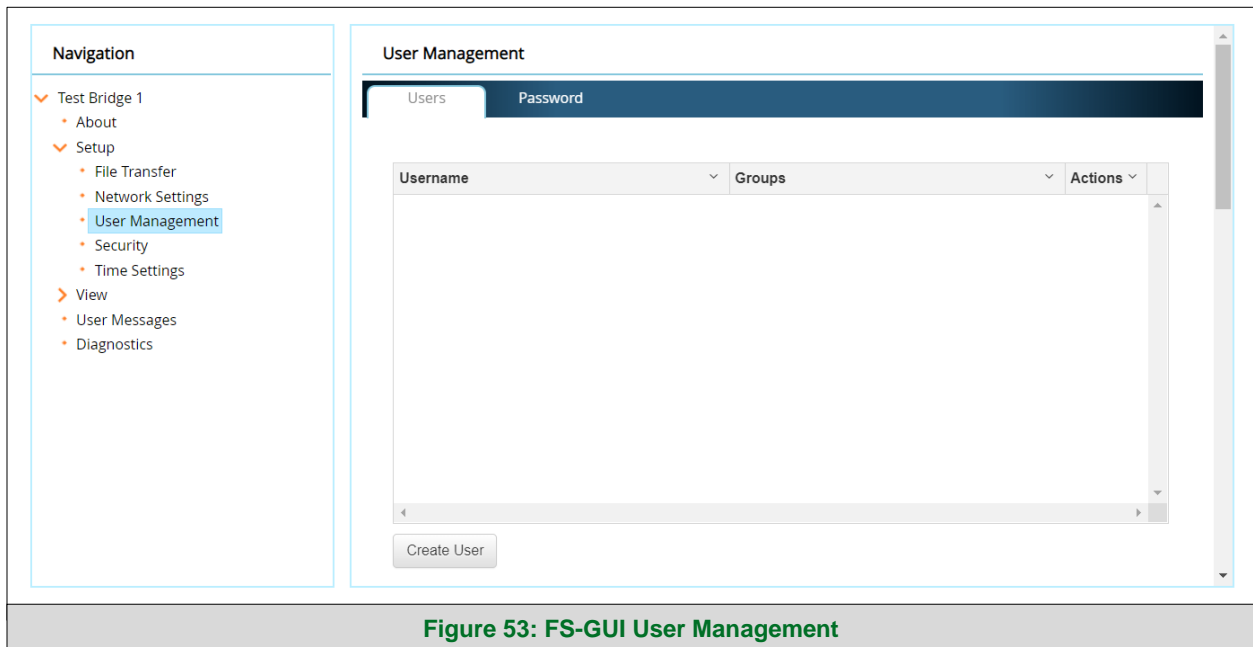 Navigation
Test Bridge 1
About
Setup
File Transfer
Network Settings
User Management
Security
Time Settings
View
User Messages
Diagnostics
User Management
Users Password
Username Groups Actions
Create User
Figure 53: FS-GUI User Management